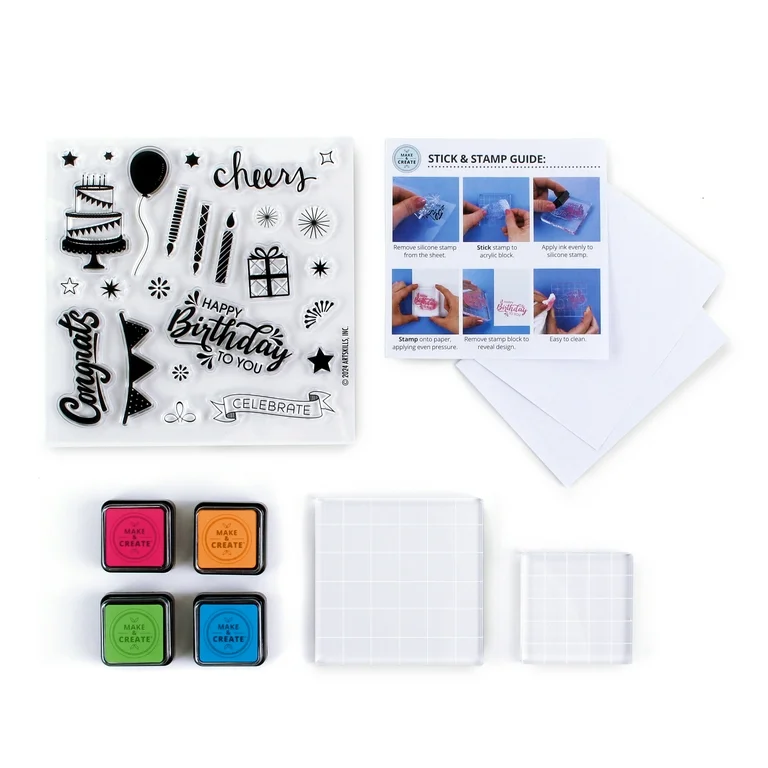 cheers
HAPPY
Birthday
TO YOU
Congrats
CELEBRATE
© 2024 ARTSKILLS, INC.
MAKE
&
CREATE
STICK & STAMP GUIDE:
Remove silicone stamp
from the sheet.
Stick stamp to
acrylic block.
Apply ink evenly to
silicone stamp.
Stamp onto paper,
applying even pressure.
Remove stamp block to
reveal design.
Easy to clean.
MAKE
&
CREATE
MAKE
&
CREATE
MAKE
&
CREATE
MAKE
&
CREATE